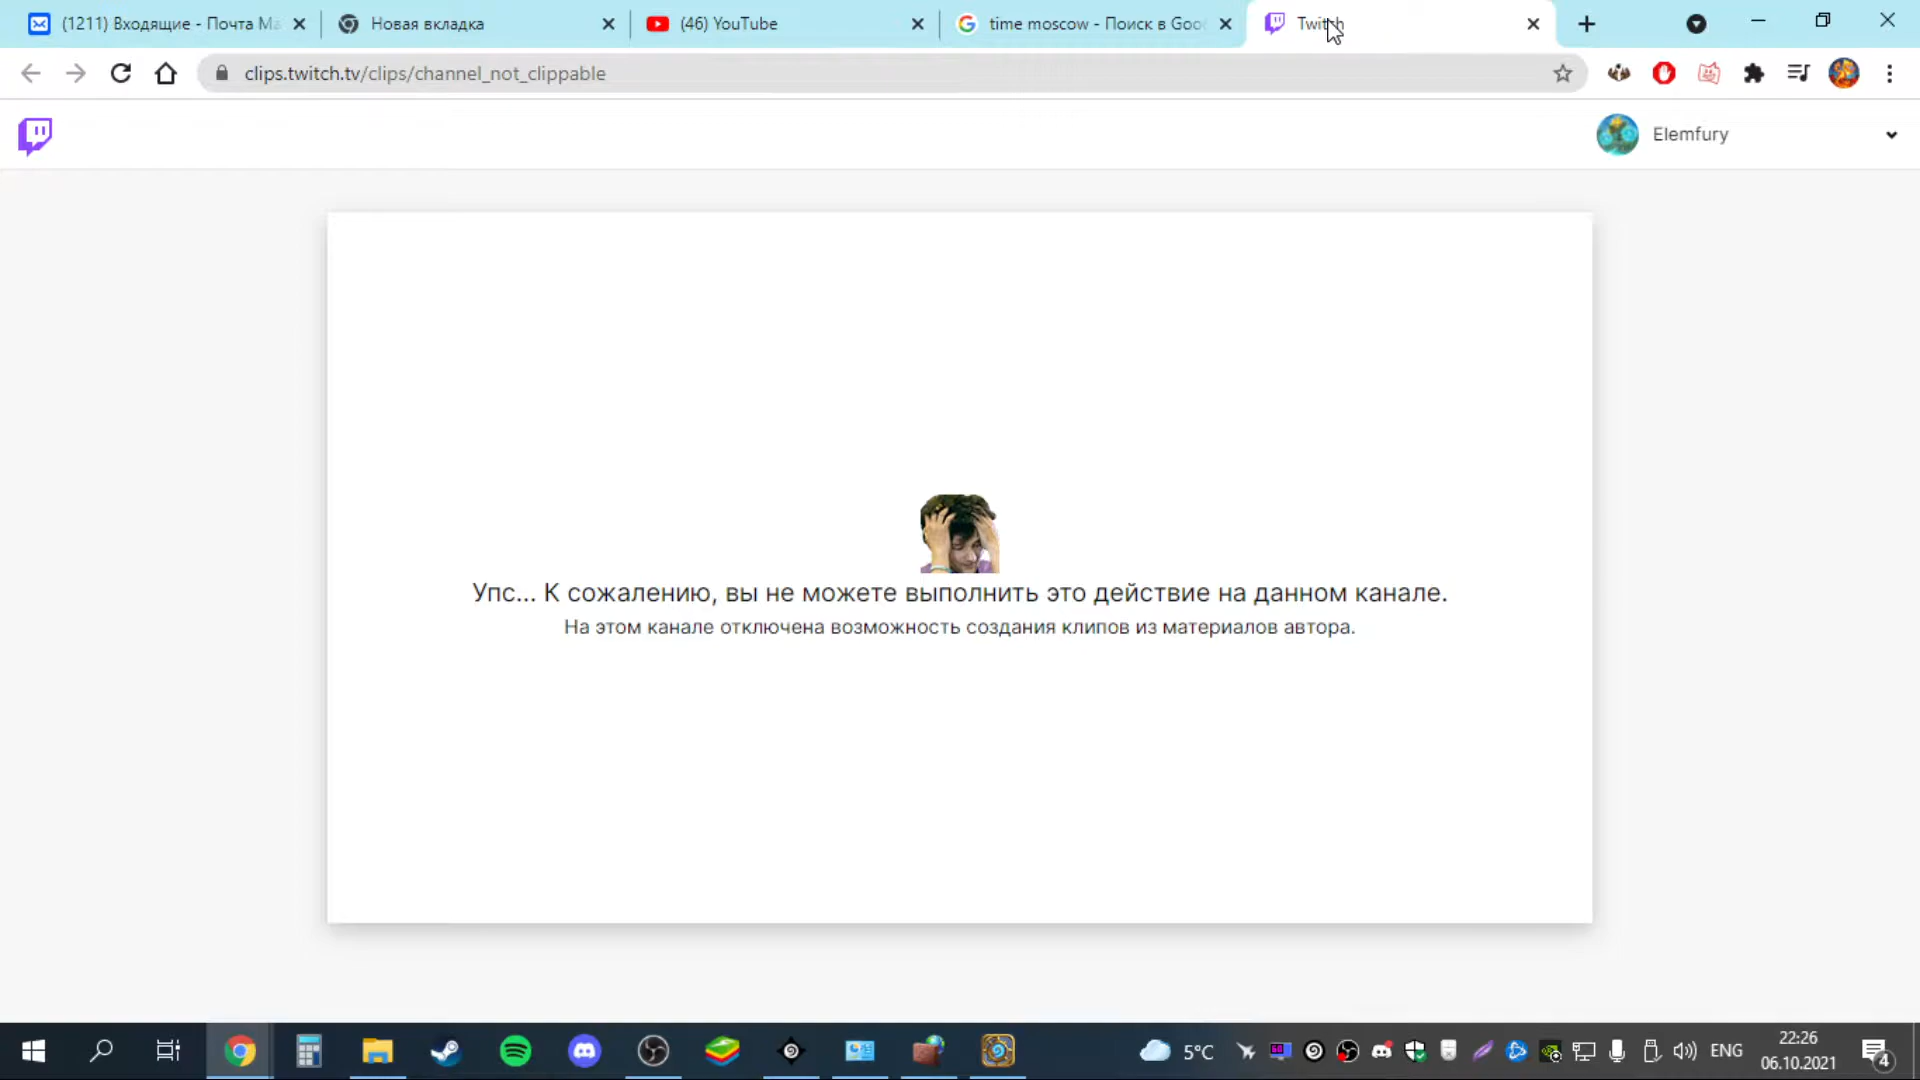 (1211) Входящие - Почта Ma
Новая вкладка
(46) YouTube
time moscow - Поиск в Goo
Twitch
clips.twitch.tv/clips/channel_not_clippable
Elemfury
Упс... К сожалению, вы не можете выполнить это действие на данном канале.
На этом канале отключена возможность создания клипов из материалов автора.
5°C
ENG
22:26
06.10.2021
4